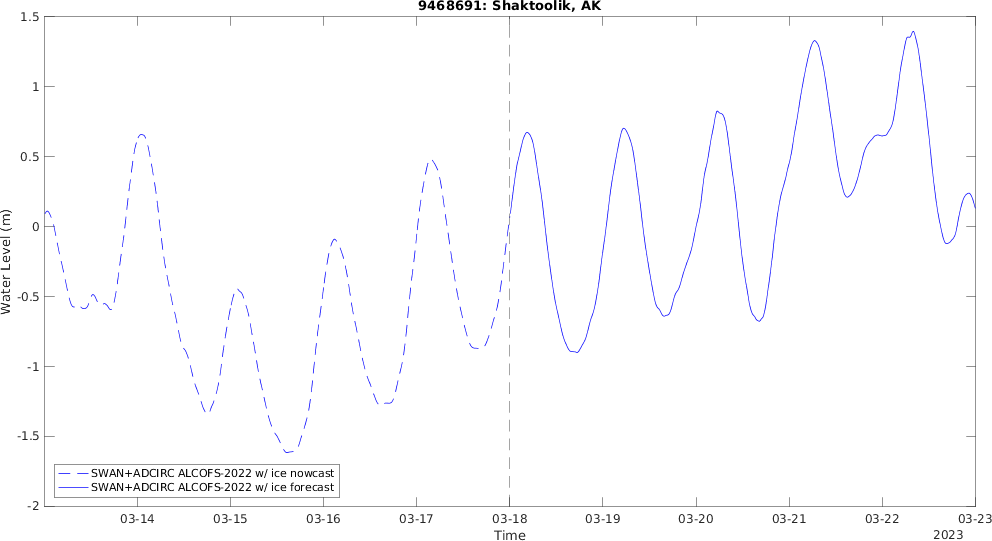 9468691: Shaktoolik, AK
1.5
1
0.5
0
-0.5
-1
-1.5
-2
Water Level (m)
SWAN+ADCIRC ALCOFS-2022 w/ ice nowcast
SWAN+ADCIRC ALCOFS-2022 w/ ice forecast
03-14 03-15 03-16 03-17 03-18 03-19 03-20 03-21 03-22 03-23
Time
2023